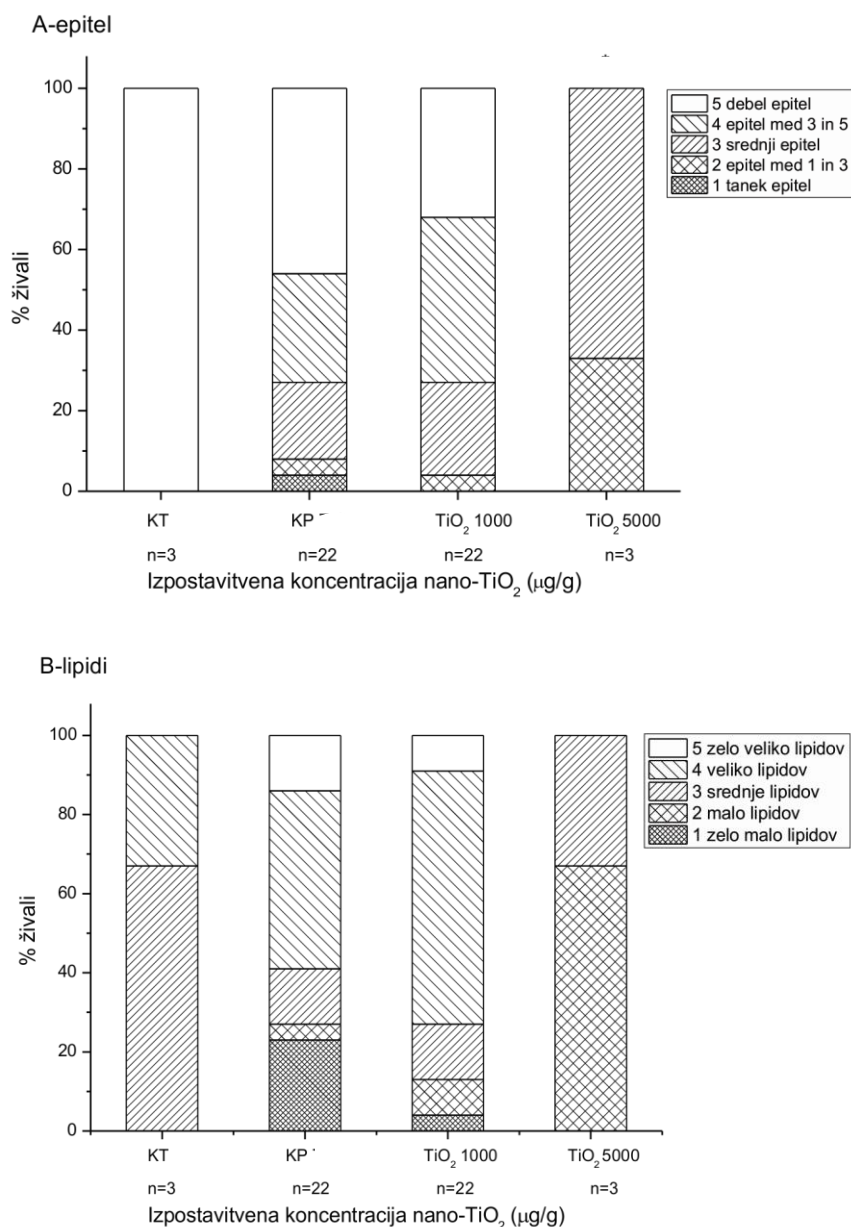 A-epitel
100
80
60
40
20
0
% živali
5 debel epitel
4 epitel med 3 in 5
3 srednji epitel
2 epitel med 1 in 3
1 tanek epitel
KT KP TiO₂ 1000 TiO₂ 5000
n=3 n=22 n=22 n=3
Izpostavitvena koncentracija nano-TiO₂ (μg/g)
B-lipidi
100
80
60
40
20
0
% živali
5 zelo veliko lipidov
4 veliko lipidov
3 srednje lipidov
2 malo lipidov
1 zelo malo lipidov
KT KP TiO₂ 1000 TiO₂ 5000
n=3 n=22 n=22 n=3
Izpostavitvena koncentracija nano-TiO₂ (μg/g)